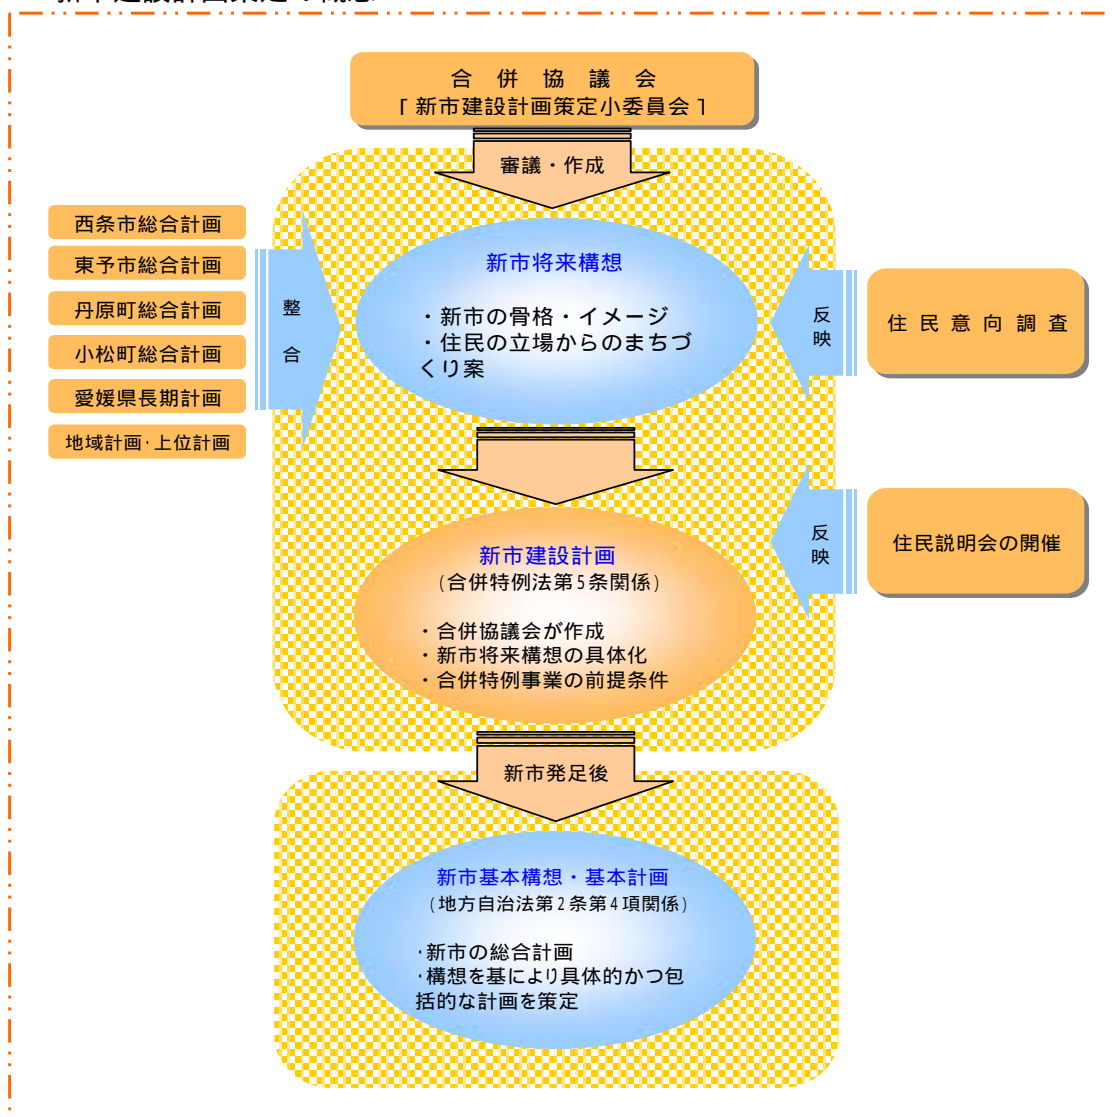 合併協議会
「新市建設計画策定小委員会」
審議・作成
西条市総合計画
東予市総合計画
丹原町総合計画
小松町総合計画
愛媛県長期計画
地域計画・上位計画
整
合
新市将来構想
・新市の骨格・イメージ
・住民の立場からのまちづ
くり案
反
映
住民意向調査
新市建設計画
(合併特例法第5条関係)
・合併協議会が作成
・新市将来構想の具体化
・合併特例事業の前提条件
反
映
住民説明会の開催
新市発足後
新市基本構想・基本計画
(地方自治法第2条第4項関係)
・新市の総合計画
・構想を基により具体的かつ包
括的な計画を策定